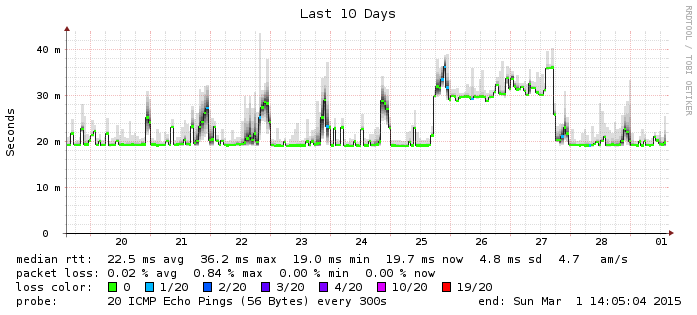 Last 10 Days
RRDTOOL / TOBI OETIKER
Seconds
40 m
30 m
20 m
10 m
0
20 21 22 23 24 25 26 27 28 01
median rtt: 22.5 ms avg 36.2 ms max 19.0 ms min 19.7 ms now 4.8 ms sd 4.7 am/s
packet loss: 0.02 % avg 0.84 % max 0.00 % min 0.00 % now
loss color: 0 1/20 2/20 3/20 4/20 10/20 19/20
probe: 20 ICMP Echo Pings (56 Bytes) every 300s end: Sun Mar 1 14:05:04 2015